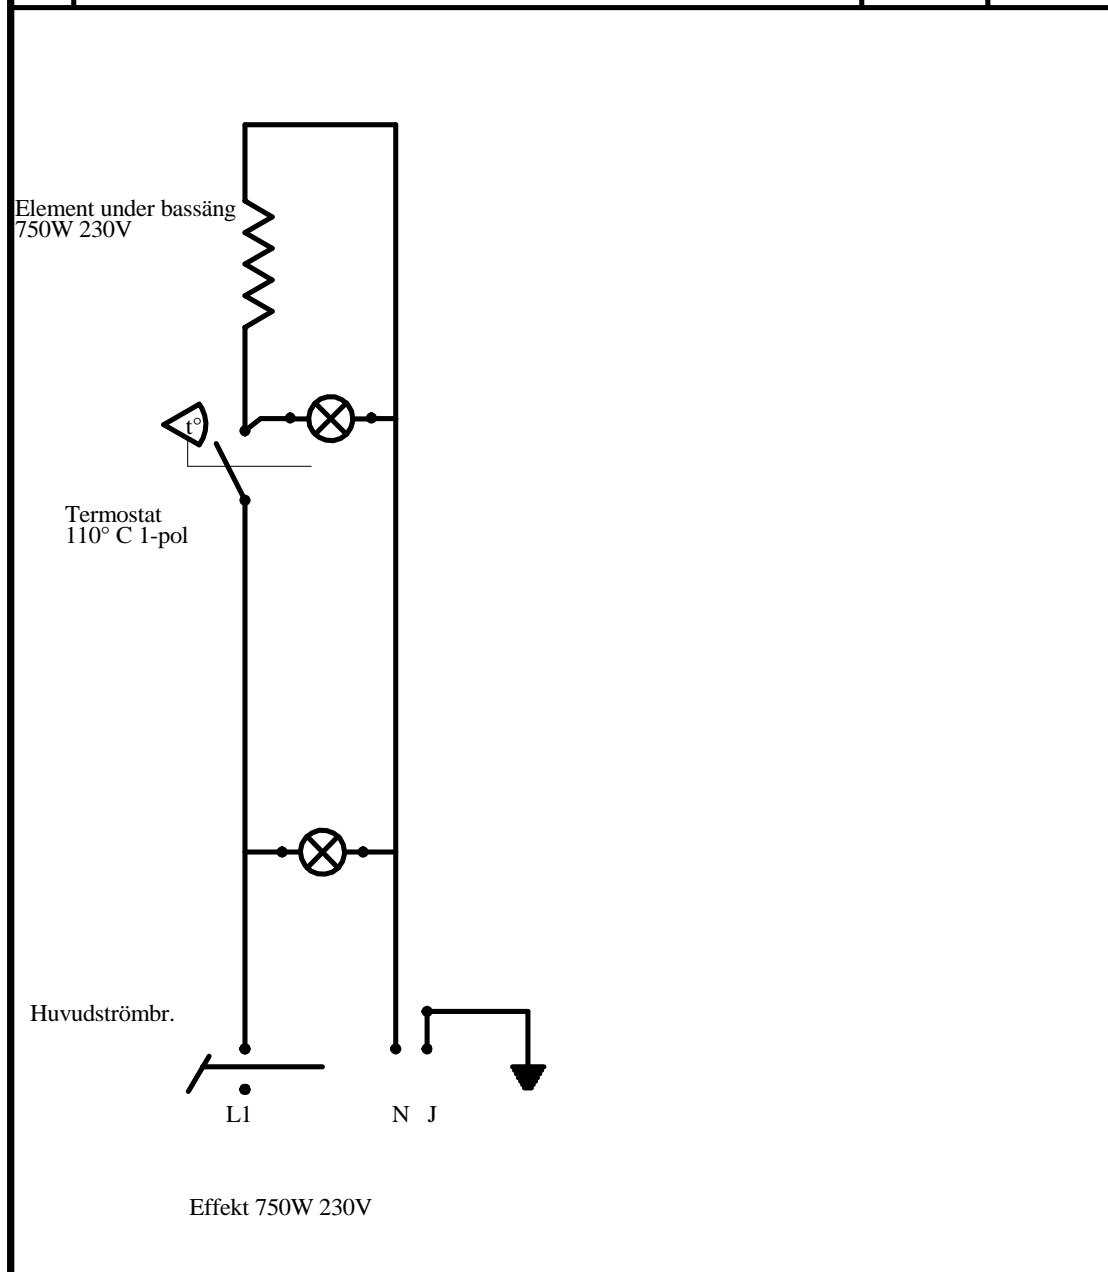 Element under bassäng
750W 230V
t°
Termostat
110° C 1-pol
Huvudströmbr.
L1
N J
Effekt 750W 230V